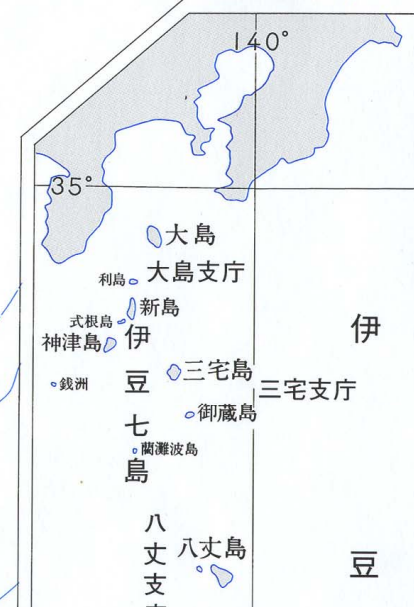 140°
35°
大島
大島支庁
利島
新島
式根島
神津島
伊豆七島
三宅島
銭洲
三宅支庁
御蔵島
藺灘波島
八丈島
八丈支庁
伊
豆